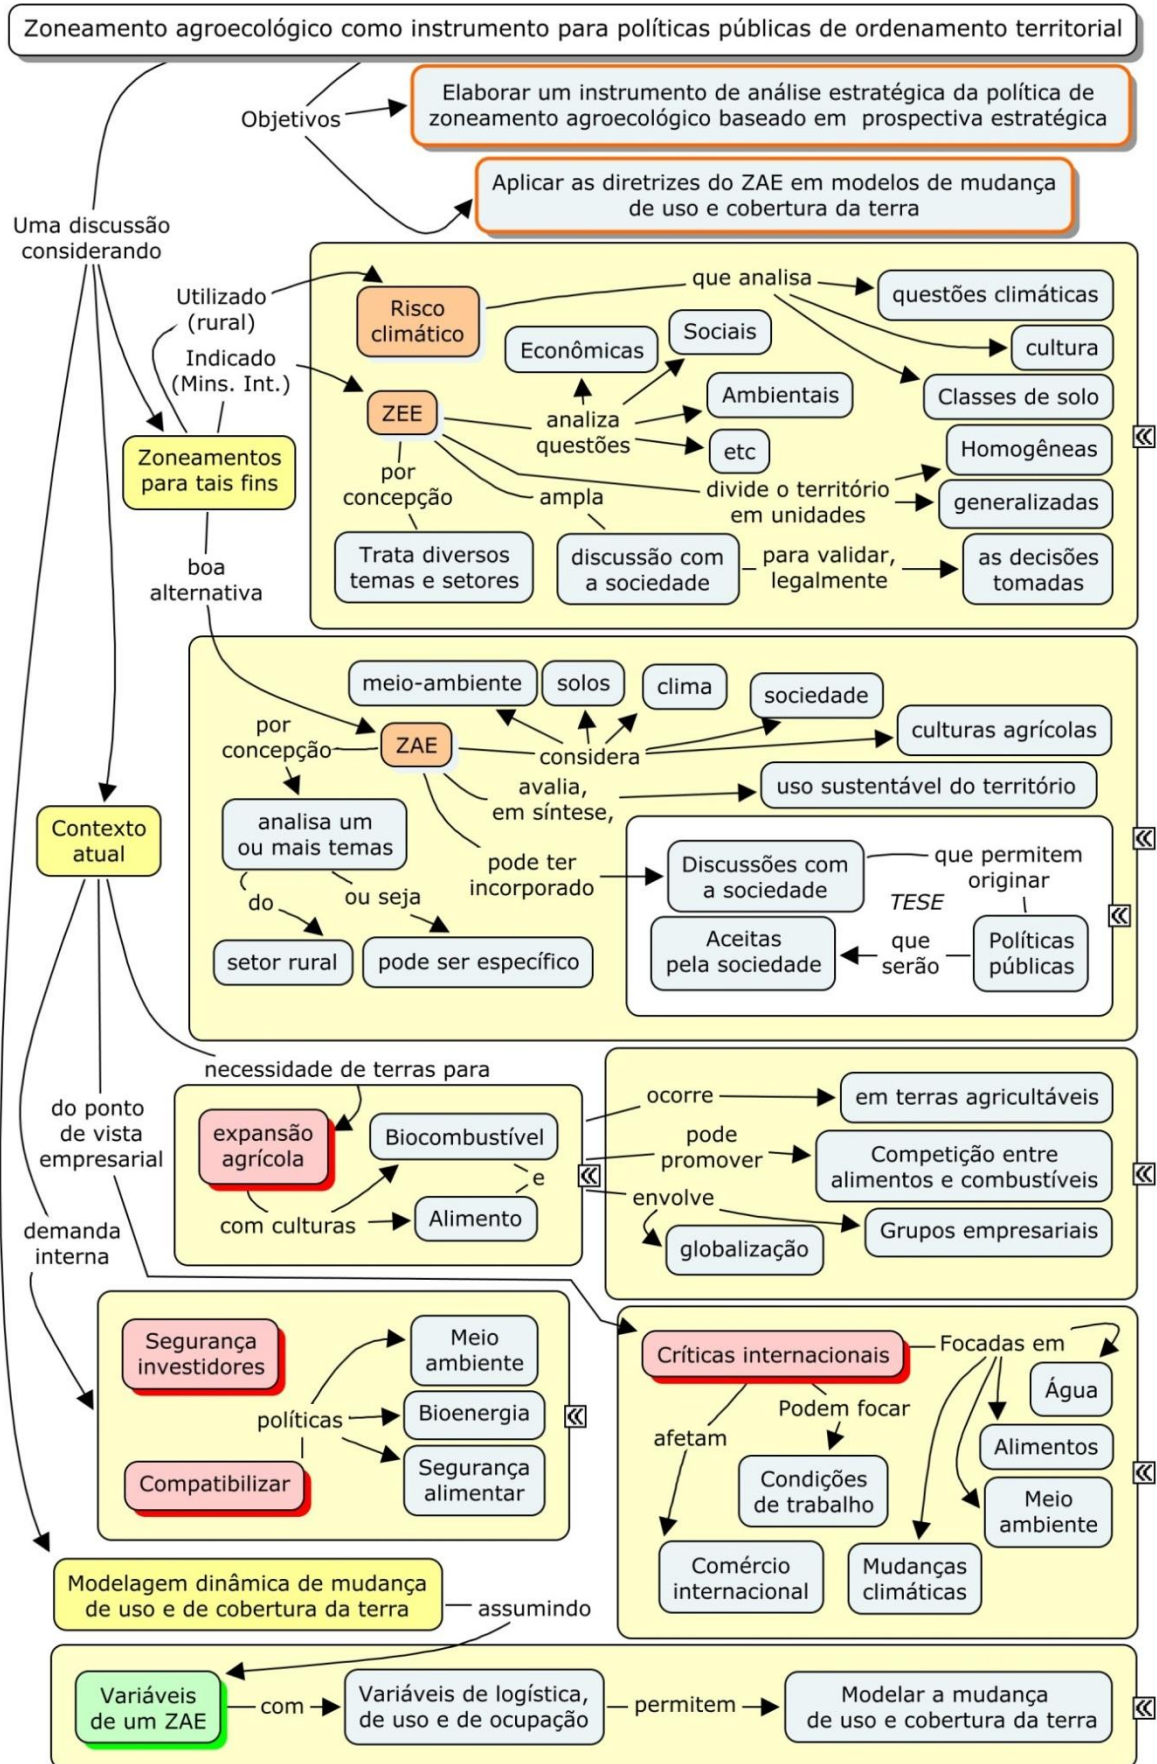 Zoneamento agroecológico como instrumento para políticas públicas de ordenamento territorial
Objetivos
Elaborar um instrumento de análise estratégica da política de
zoneamento agroecológico baseado em prospectiva estratégica
Aplicar as diretrizes do ZAE em modelos de mudança
de uso e cobertura da terra
Uma discussão
considerando
Utilizado
(rural)
Indicado
(Mins. Int.)
Zoneamentos
para tais fins
boa
alternativa
Risco
climático
que analisa
questões climáticas
cultura
Classes de solo
ZEE
analiza
questões
Econômicas
Sociais
Ambientais
etc
por
concepção
Trata diversos
temas e setores
ampla
discussão com
a sociedade
para validar,
legalmente
as decisões
tomadas
divide o território
em unidades
Homogêneas
generalizadas
ZAE
considera
meio-ambiente
solos
clima
sociedade
culturas agrícolas
por
concepção
analisa um
ou mais temas
do
setor rural
ou seja
pode ser específico
avalia,
em síntese,
uso sustentável do território
pode ter
incorporado
Discussões com
a sociedade
que permitem
originar
TESE
Políticas
públicas
que
serão
Aceitas
pela sociedade
Contexto
atual
necessidade de terras para
expansão
agrícola
com culturas
Biocombustível
e
Alimento
ocorre
em terras agricultáveis
pode
promover
Competição entre
alimentos e combustíveis
envolve
globalização
Grupos empresariais
do ponto
de vista
empresarial
demanda
interna
Segurança
investidores
Compatibilizar
políticas
Meio
ambiente
Bioenergia
Segurança
alimentar
Críticas internacionais
Focadas em
Água
Alimentos
Meio
ambiente
Mudanças
climáticas
Podem focar
Condições
de trabalho
afetam
Comércio
internacional
Modelagem dinâmica de mudança
de uso e de cobertura da terra
assumindo
Variáveis
de um ZAE
com
Variáveis de logística,
de uso e de ocupação
permitem
Modelar a mudança
de uso e cobertura da terra